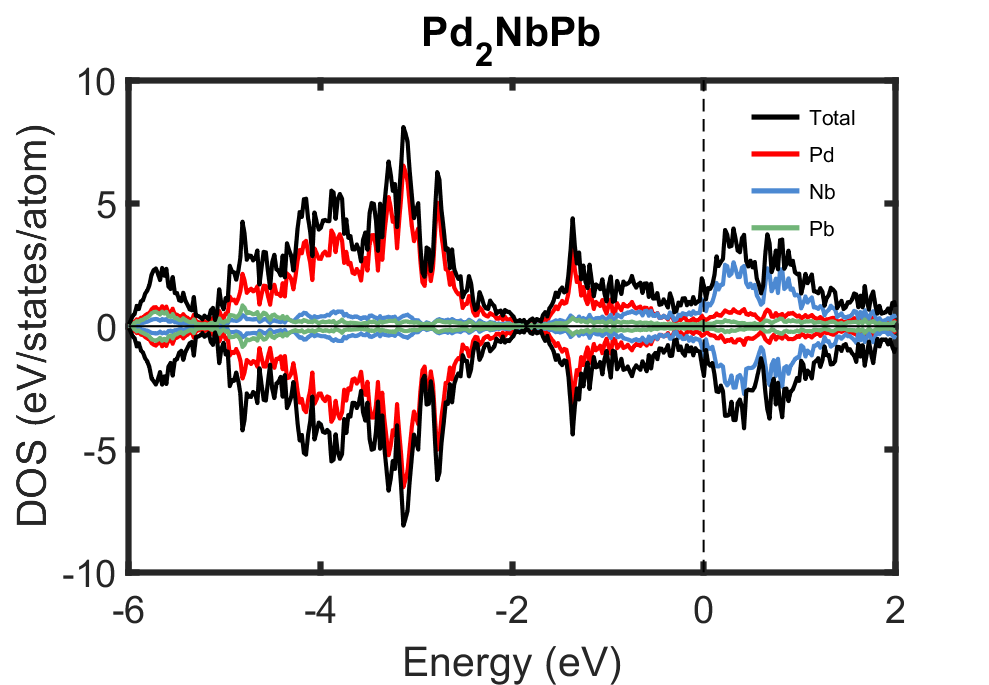 Pd₂NbPb
10
5
0
-5
-10
DOS (eV/states/atom)
Total
Pd
Nb
Pb
-6
-4
-2
0
2
Energy (eV)